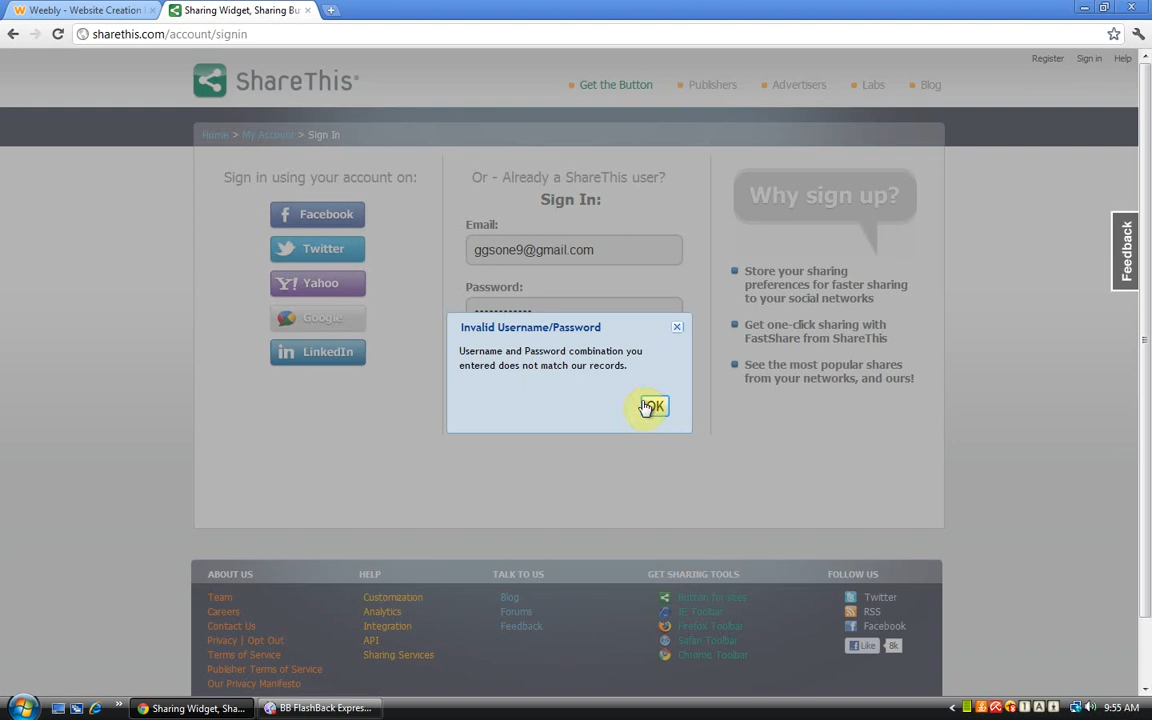 Weebly - Website Creation
Sharing Widget, Sharing Bu
sharethis.com/account/signin
Register
Sign in
Help
ShareThis
Get the Button
Publishers
Advertisers
Labs
Blog
Home > My Account > Sign In
Sign in using your account on:
Facebook
Twitter
Yahoo
Google
LinkedIn
Or - Already a ShareThis user?
Sign In:
Email:
ggsone9@gmail.com
Password:
Invalid Username/Password
Username and Password combination you
entered does not match our records.
OK
Why sign up?
Store your sharing
preferences for faster sharing
to your social networks
Get one-click sharing with
FastShare from ShareThis
See the most popular shares
from your networks, and ours!
Feedback
ABOUT US
Team
Careers
Contact Us
Privacy | Opt Out
Terms of Service
Publisher Terms of Service
Our Privacy Manifesto
HELP
Customization
Analytics
Integration
API
Sharing Services
TALK TO US
Blog
Forums
Feedback
GET SHARING TOOLS
Button for sites
IE Toolbar
Firefox Toolbar
Safari Toolbar
Chrome Toolbar
FOLLOW US
Twitter
RSS
Facebook
Like 8k
Sharing Widget, Sha...
BB FlashBack Expres...
9:55 AM